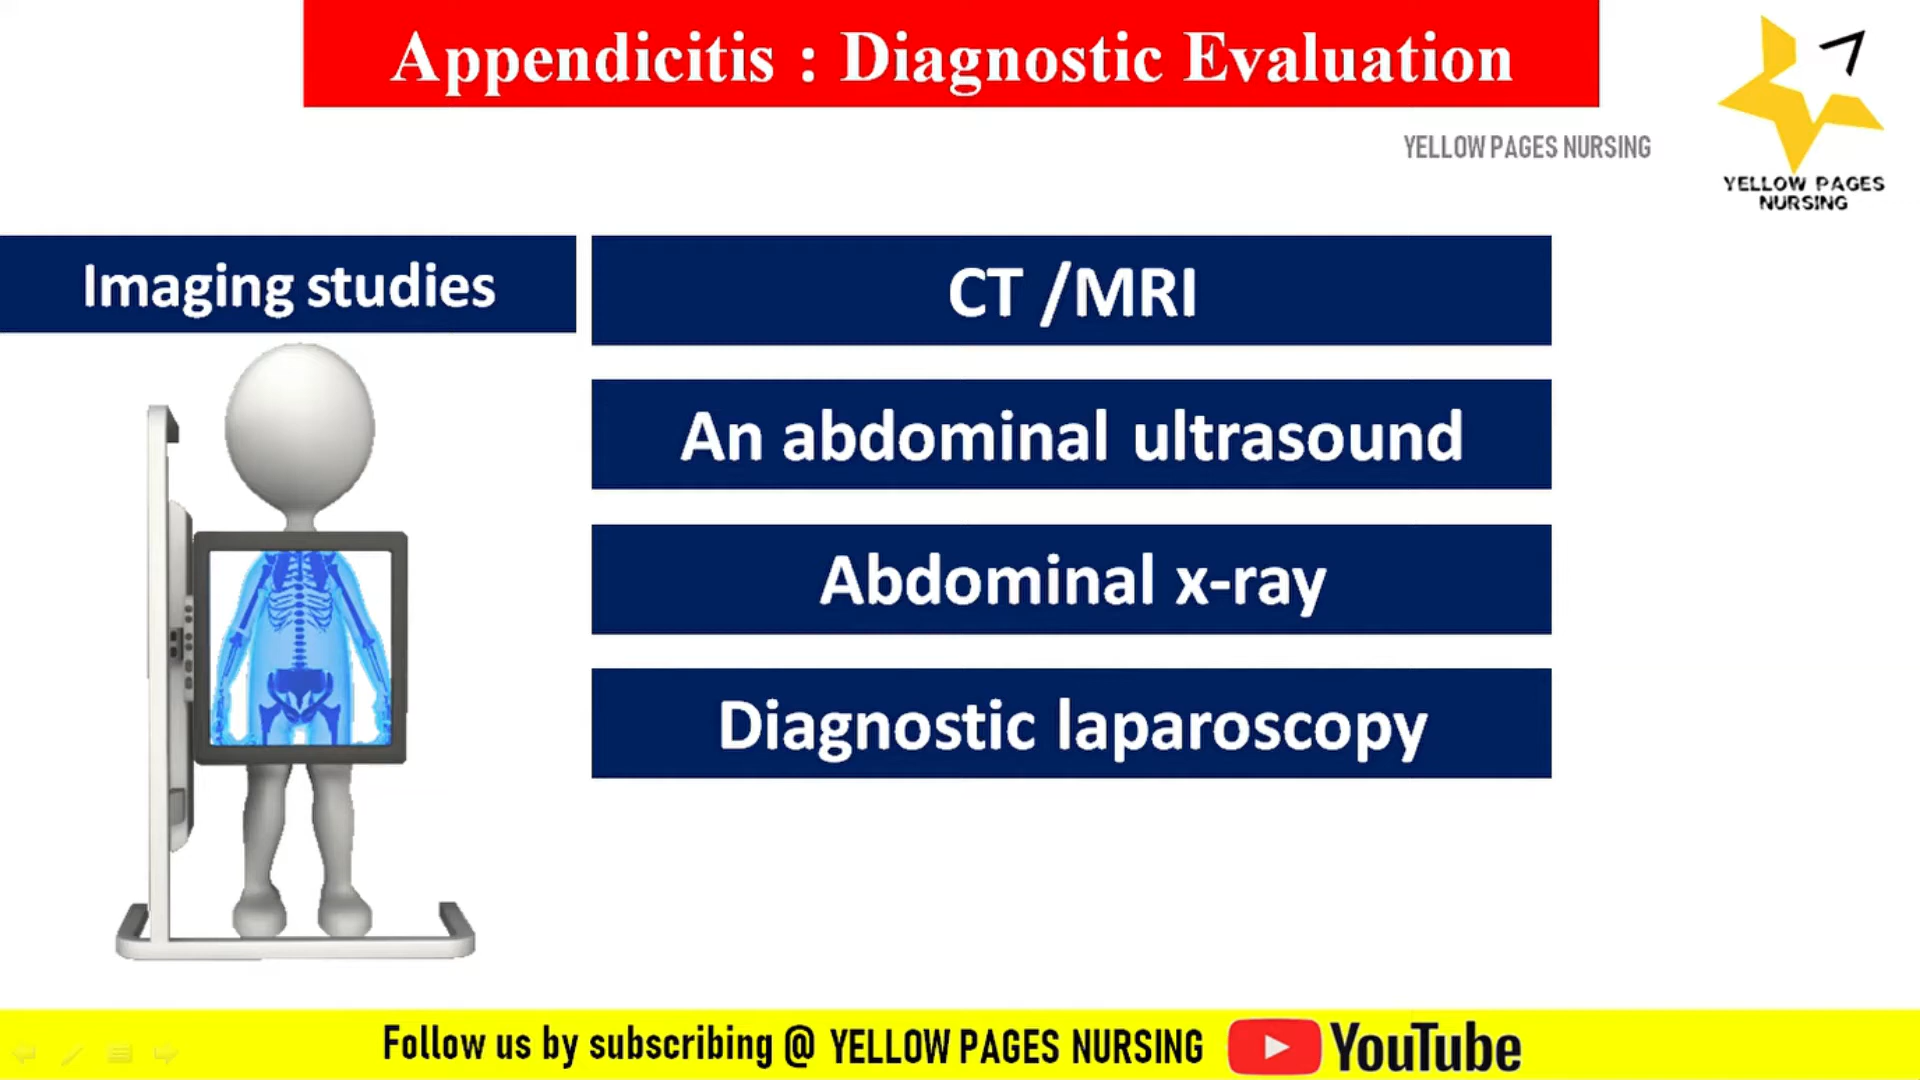 Appendicitis : Diagnostic Evaluation
YELLOW PAGES NURSING
YELLOW PAGES
NURSING
Imaging studies
CT /MRI
An abdominal ultrasound
Abdominal x-ray
Diagnostic laparoscopy
Follow us by subscribing @ YELLOW PAGES NURSING YouTube